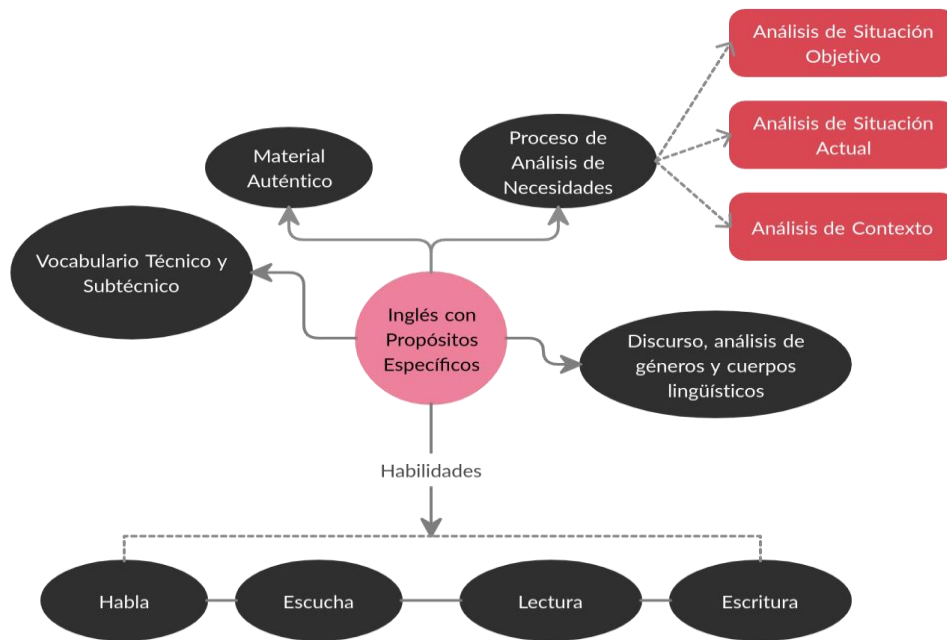 Análisis de Situación
Objetivo
Análisis de Situación
Actual
Análisis de Contexto
Proceso de
Análisis de
Necesidades
Material
Auténtico
Vocabulario Técnico y
Subtécnico
Inglés con
Propósitos
Específicos
Discurso, análisis de
géneros y cuerpos
lingüísticos
Habilidades
Habla
Escucha
Lectura
Escritura